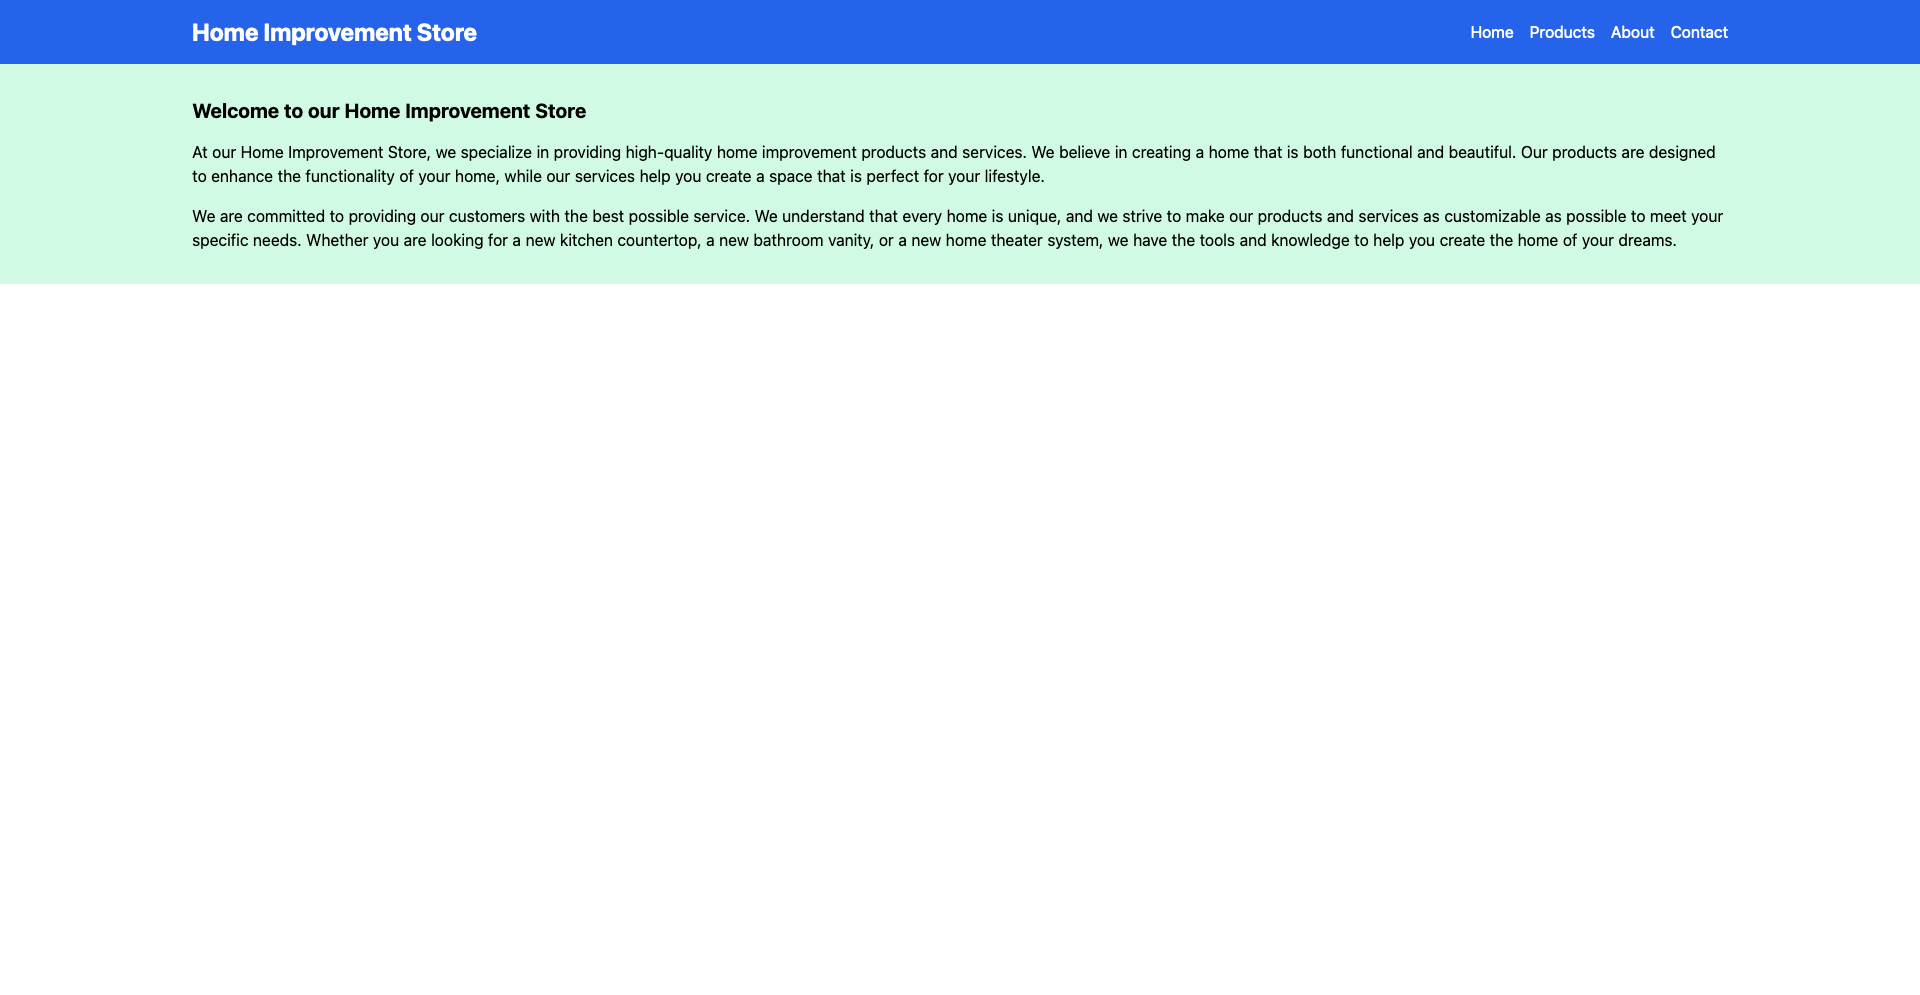 Home Improvement Store
Home Products About Contact
Welcome to our Home Improvement Store
At our Home Improvement Store, we specialize in providing high-quality home improvement products and services. We believe in creating a home that is both functional and beautiful. Our products are designed
to enhance the functionality of your home, while our services help you create a space that is perfect for your lifestyle.
We are committed to providing our customers with the best possible service. We understand that every home is unique, and we strive to make our products and services as customizable as possible to meet your
specific needs. Whether you are looking for a new kitchen countertop, a new bathroom vanity, or a new home theater system, we have the tools and knowledge to help you create the home of your dreams.